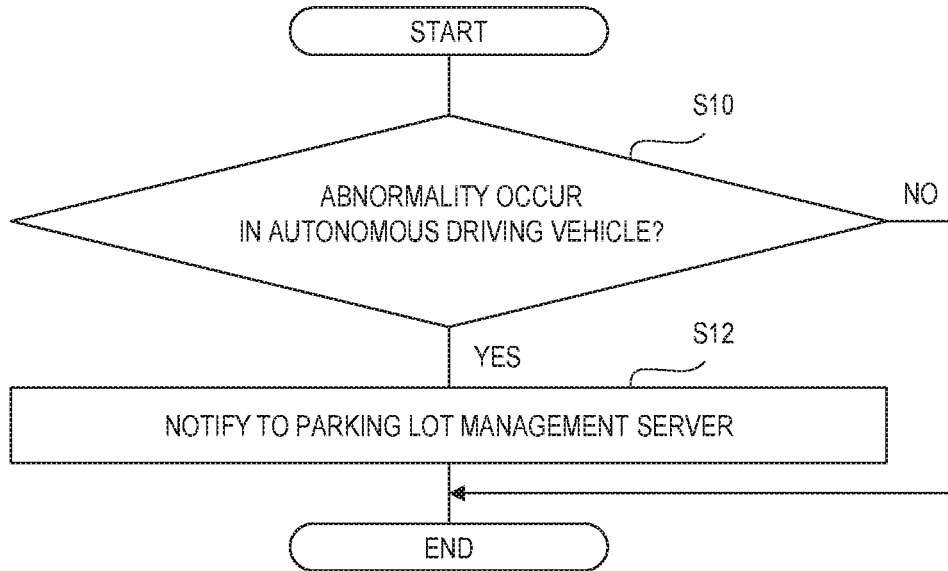 START
S10
ABNORMALITY OCCUR
IN AUTONOMOUS DRIVING VEHICLE?
NO
YES
S12
NOTIFY TO PARKING LOT MANAGEMENT SERVER
END